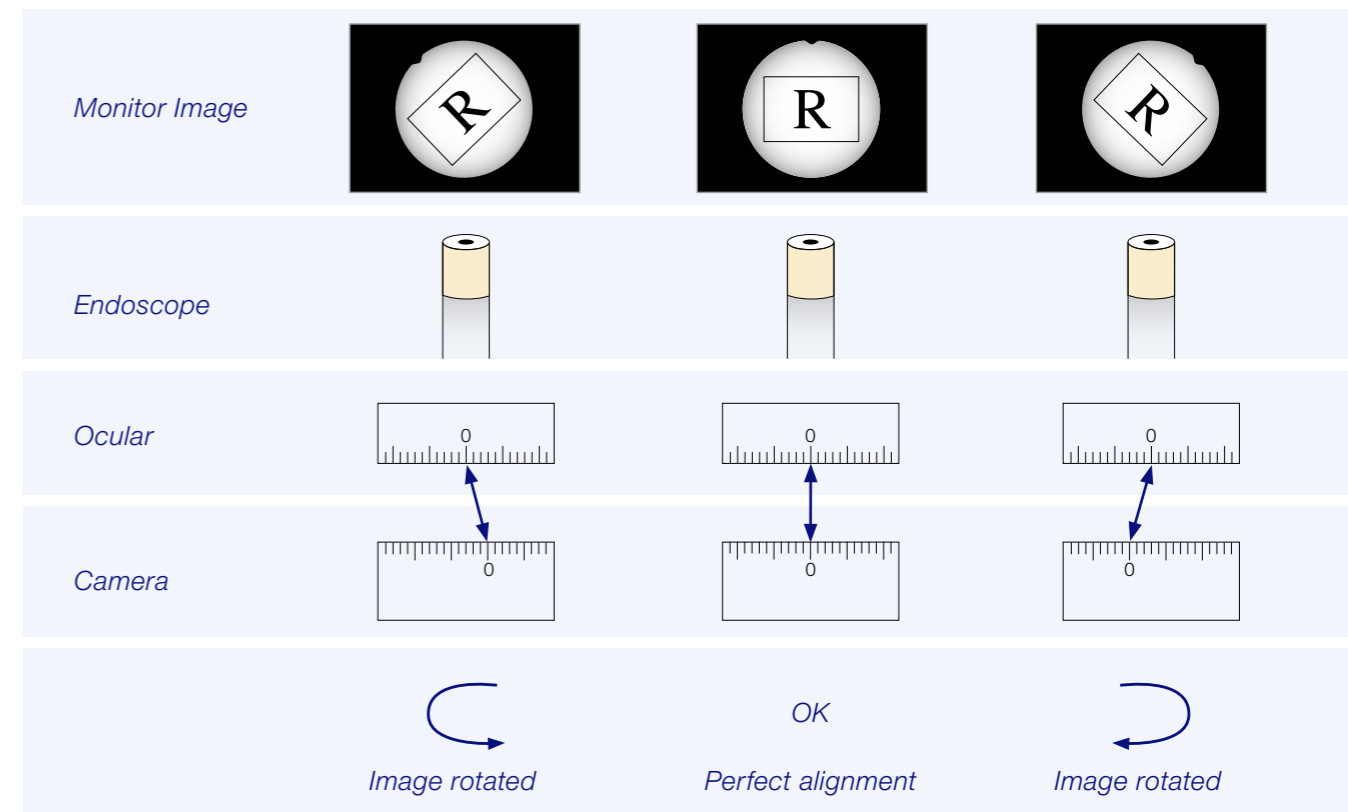 Monitor Image
R
R
R
Endoscope
Ocular
0
0
0
Camera
0
0
0
OK
Image rotated
Perfect alignment
Image rotated